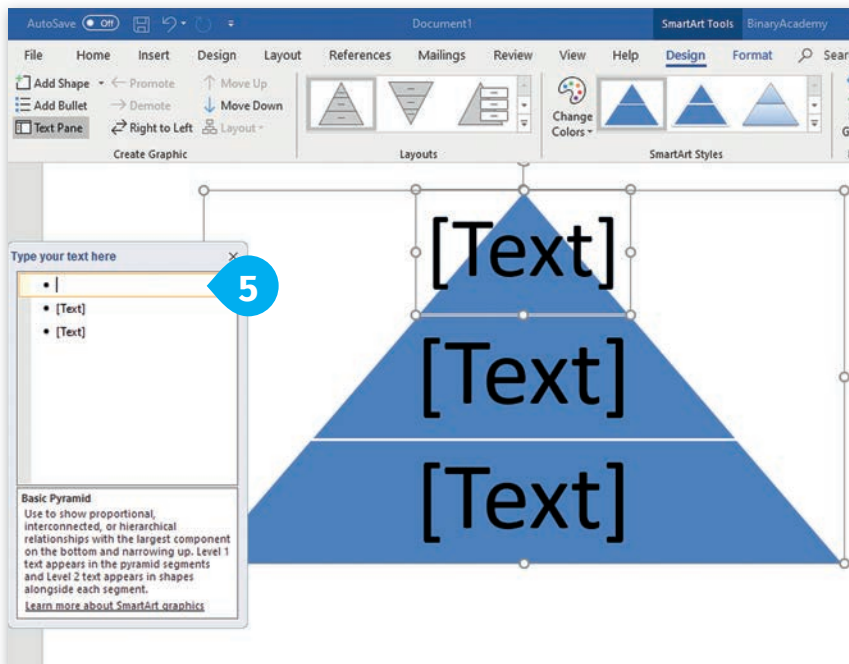 AutoSave Off Document1 SmartArt Tools BinaryAcademy
File Home Insert Design Layout References Mailings Review View Help Design Format Sear
Add Shape Promote Move Up
Add Bullet Demote Move Down
Text Pane Right to Left Layout
Create Graphic
Layouts
Change
Colors
SmartArt Styles
G
[Text]
[Text]
[Text]
Type your text here
5
[Text]
[Text]
Basic Pyramid
Use to show proportional,
interconnected, or hierarchical
relationships with the largest component
on the bottom and narrowing up. Level 1
text appears in the pyramid segments
and Level 2 text appears in shapes
alongside each segment.
Learn more about SmartArt graphics